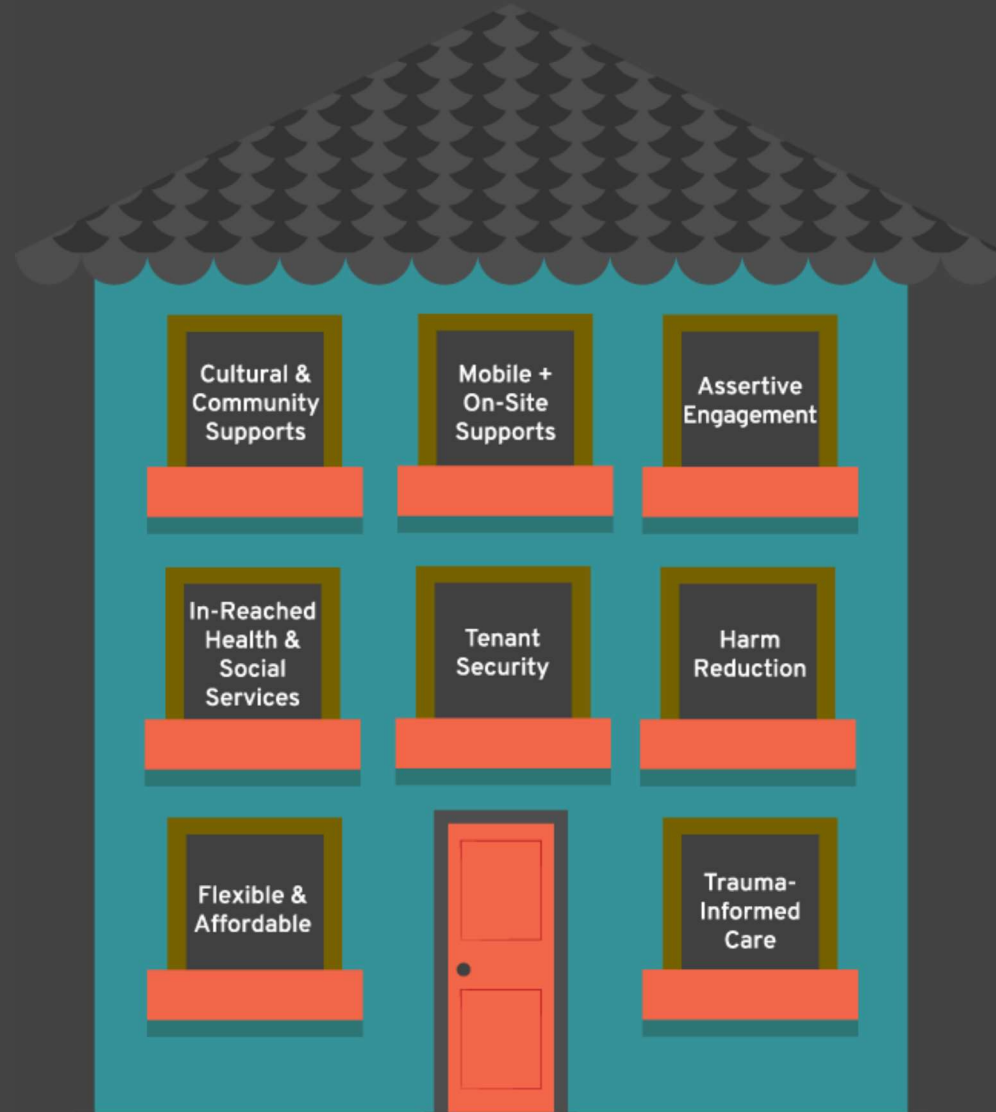 Cultural &
Community
Supports
Mobile +
On-Site
Supports
Assertive
Engagement
In-Reached
Health &
Social
Services
Tenant
Security
Harm
Reduction
Flexible &
Affordable
Trauma-
Informed
Care